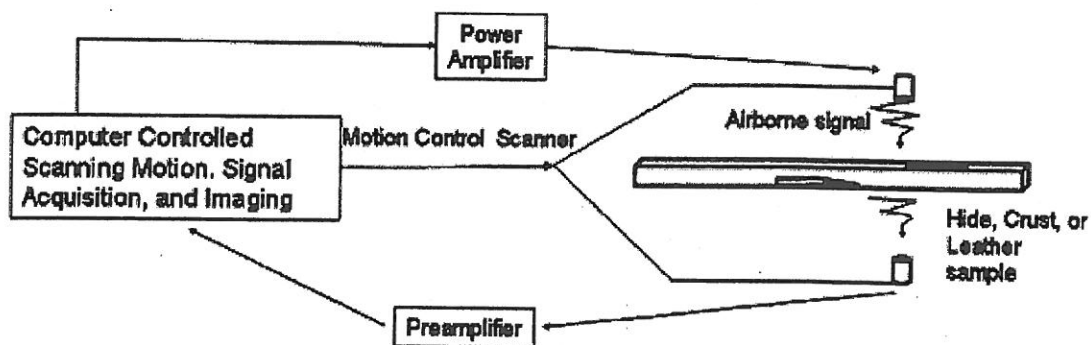 Power
Amplifier
Airborne signal
Computer Controlled
Scanning Motion, Signal
Acquisition, and Imaging
Motion Control Scanner
Hide, Crust, or
Leather
sample
Preamplifier